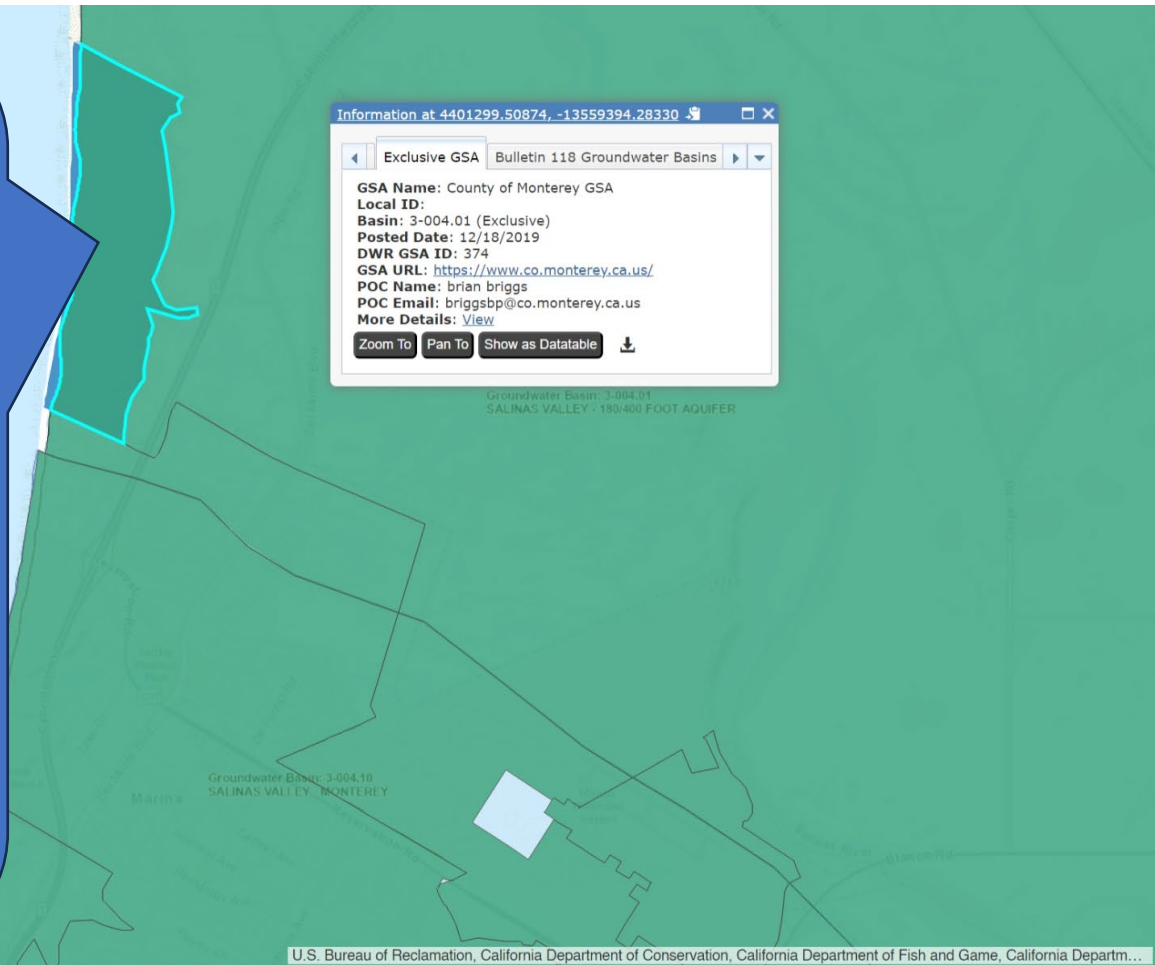 Information at 4401299.50874, -13559394.28330
Exclusive GSA
Bulletin 118 Groundwater Basins
GSA Name: County of Monterey GSA
Local ID:
Basin: 3-004.01 (Exclusive)
Posted Date: 12/18/2019
DWR GSA ID: 374
GSA URL: https://www.co.monterey.ca.us/
POC Name: brian briggs
POC Email: briggsbp@co.monterey.ca.us
More Details: View
Zoom To Pan To Show as Datatable
Groundwater Basin: 3-004.01
SALINAS VALLEY - 180/400 FOOT AQUIFER
Groundwater Basin: 3-004.10
SALINAS VALLEY - MONTEREY
Marina
Blanco Rd
U.S. Bureau of Reclamation, California Department of Conservation, California Department of Fish and Game, California Departm...